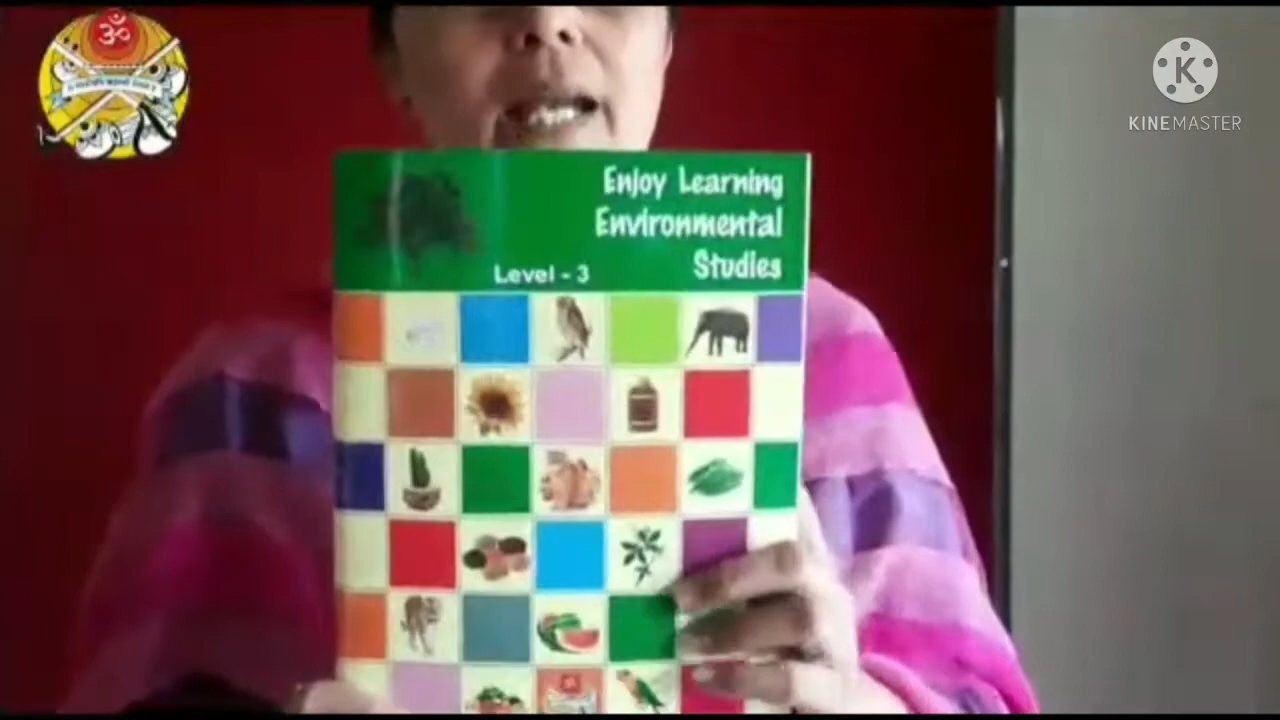 ॐ
KINEMASTER
Enjoy Learning
Environmental
Studies
Level - 3